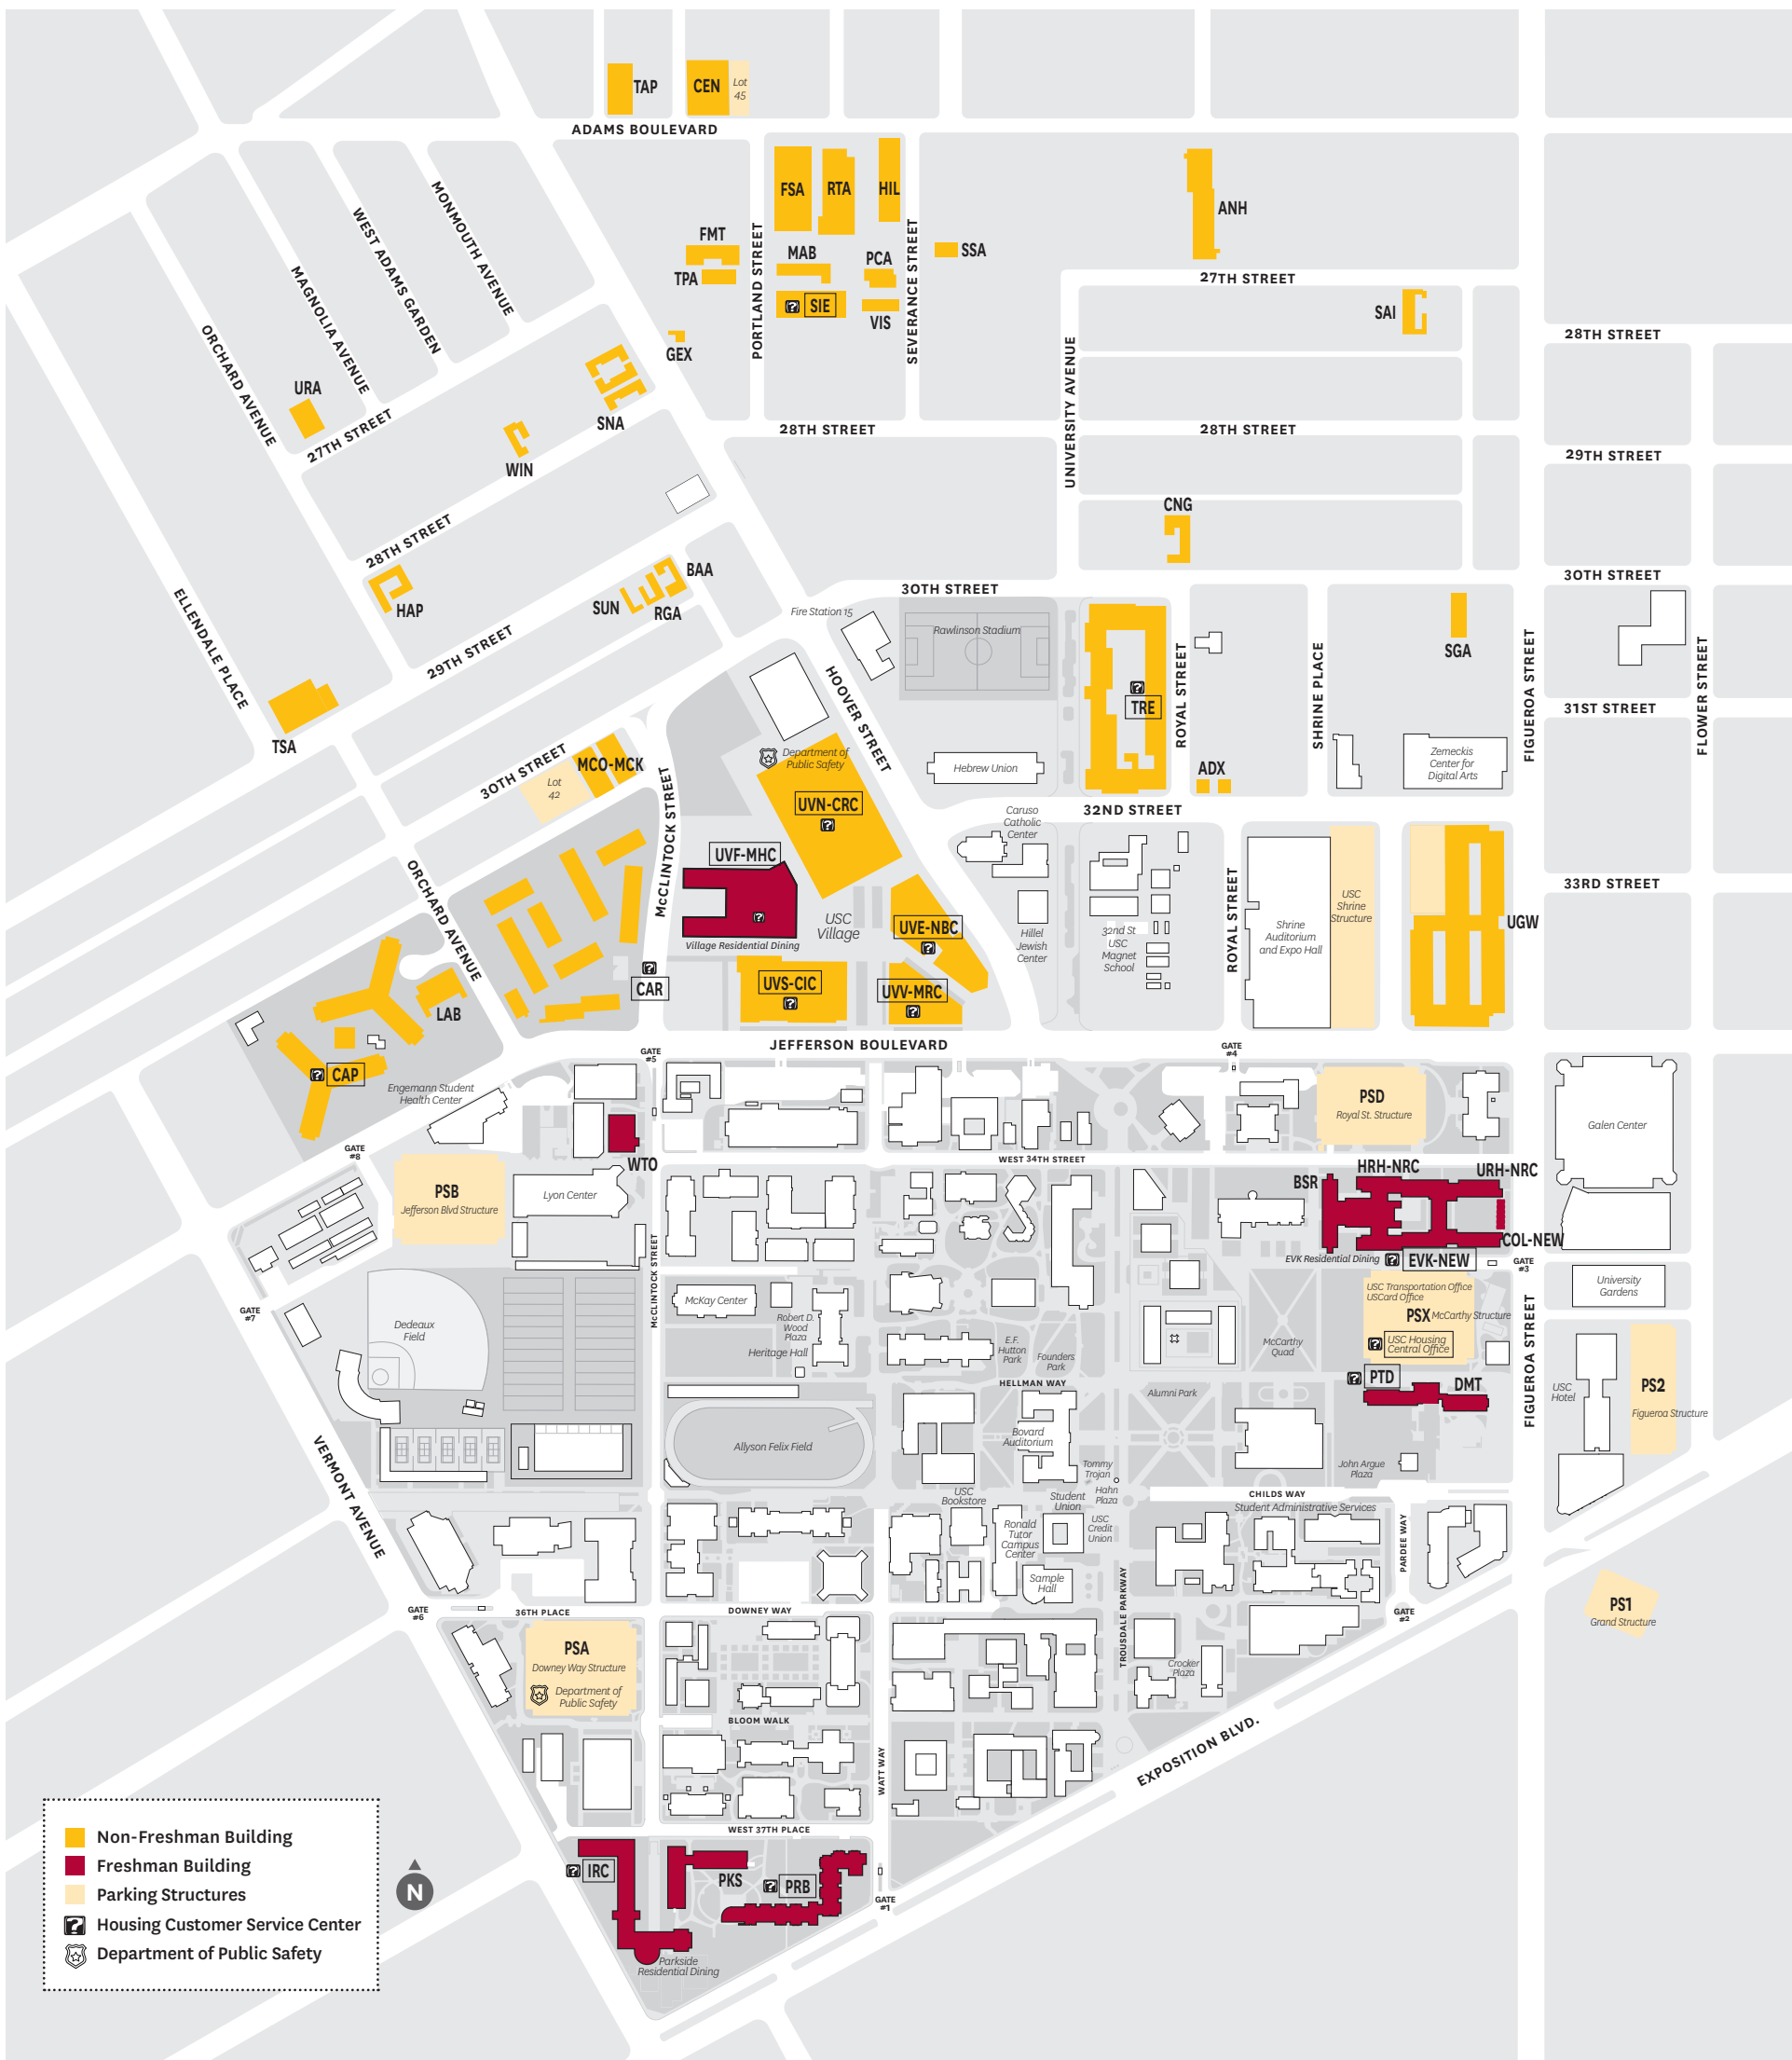 TAP
CEN
Lot
45
ADAMS BOULEVARD
FSA
RTA
HIL
ANH
MONMOUTH AVENUE
WEST ADAMS GARDEN
MAGNOLIA AVENUE
ORCHARD AVENUE
PORTLAND STREET
SEVERANCE STREET
FMT
TPA
MAB
PCA
SSA
SIE
VIS
GEX
27TH STREET
SAI
28TH STREET
UNIVERSITY AVENUE
URA
SNA
27TH STREET
WIN
28TH STREET
28TH STREET
29TH STREET
28TH STREET
CNG
HAP
BAA
SUN
RGA
29TH STREET
ELLENDALE PLACE
TSA
Fire Station 15
30TH STREET
30TH STREET
Rawlinson Stadium
HOOVER STREET
TRE
ROYAL STREET
SHRINE PLACE
SGA
FIGUEROA STREET
FLOWER STREET
31ST STREET
30TH STREET
MCO-MCK
Lot
42
McCLINTOCK STREET
Department of
Public Safety
UVN-CRC
Hebrew Union
ADX
Zemeckis
Center for
Digital Arts
32ND STREET
Caruso
Catholic
Center
UVF-MHC
Village Residential Dining
USC
Village
UVE-NBC
UVS-CIC
UVV-MRC
Hillel
Jewish
Center
32nd St
USC
Magnet
School
ROYAL STREET
Shrine
Auditorium
and Expo Hall
USC
Shrine
Structure
UGW
33RD STREET
ORCHARD AVENUE
CAR
LAB
CAP
Engemann Student
Health Center
JEFFERSON BOULEVARD
GATE
#5
GATE
#4
PSD
Royal St. Structure
Galen Center
GATE
#8
WTO
WEST 34TH STREET
PSB
Jefferson Blvd Structure
Lyon Center
BSR
HRH-NRC
URH-NRC
COL-NEW
EVK Residential Dining
EVK-NEW
GATE
#3
McCLINTOCK STREET
GATE
#7
Dedeaux
Field
McKay Center
Robert D.
Wood
Plaza
Heritage Hall
E.F.
Hutton
Park
Founders
Park
McCarthy
Quad
USC Transportation Office
USCard Office
PSX
McCarthy Structure
USC Housing
Central Office
University
Gardens
FIGUEROA STREET
HELLMAN WAY
Alumni Park
PTD
DMT
USC
Hotel
PS2
Figueroa Structure
Allyson Felix Field
Bovard
Auditorium
Tommy
Trojan
Hahn
Plaza
John Argue
Plaza
VERMONT AVENUE
USC
Bookstore
Student
Union
CHILDS WAY
Student Administrative Services
Ronald
Tutor
Campus
Center
USC
Credit
Union
Sample
Hall
PARDEE WAY
TROUSDALE PARKWAY
GATE
#6
36TH PLACE
DOWNEY WAY
GATE
#2
PS1
Grand Structure
PSA
Downey Way Structure
Department of
Public Safety
Crocker
Plaza
BLOOM WALK
EXPOSITION BLVD.
WATT WAY
WEST 37TH PLACE
IRC
PKS
PRB
GATE
#1
Parkside
Residential Dining
Non-Freshman Building
Freshman Building
Parking Structures
Housing Customer Service Center
Department of Public Safety
N